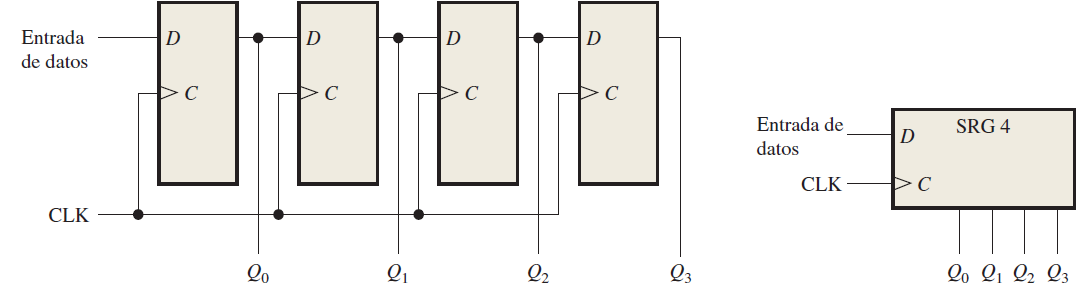 Entrada
de datos
D
C
D
C
D
C
D
C
CLK
Q0 Q1 Q2 Q3
Entrada de
datos
CLK
SRG 4
D
C
Q0 Q1 Q2 Q3